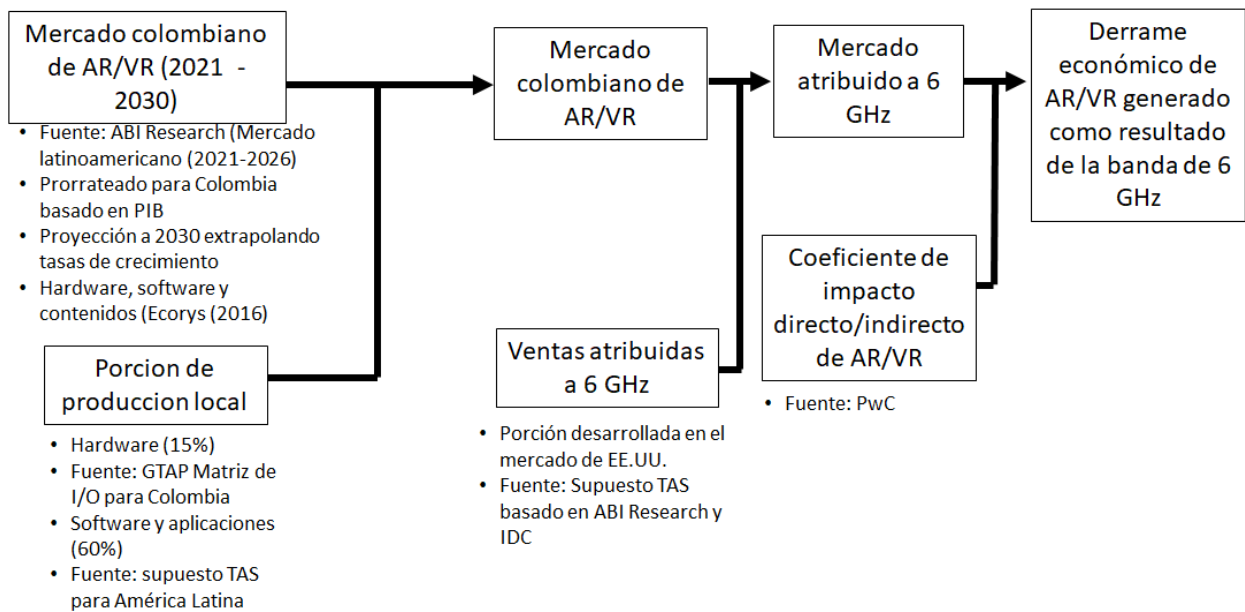 Mercado colombiano
de AR/VR (2021 -
2030)
• Fuente: ABI Research (Mercado
latinoamericano (2021-2026)
• Prorrateado para Colombia
basado en PIB
• Proyección a 2030 extrapolando
tasas de crecimiento
• Hardware, software y
contenidos (Ecorys (2016)
Porcion de
produccion local
• Hardware (15%)
• Fuente: GTAP Matriz de
I/O para Colombia
• Software y aplicaciones
(60%)
• Fuente: supuesto TAS
para América Latina
Mercado
colombiano de
AR/VR
Ventas atribuidas
a 6 GHz
• Porción desarrollada en el
mercado de EE.UU.
• Fuente: Supuesto TAS
basado en ABI Research y
IDC
Mercado
atribuido a 6
GHz
Coeficiente de
impacto
directo/indirecto
de AR/VR
• Fuente: PwC
Derrame
económico de
AR/VR generado
como resultado
de la banda de 6
GHz